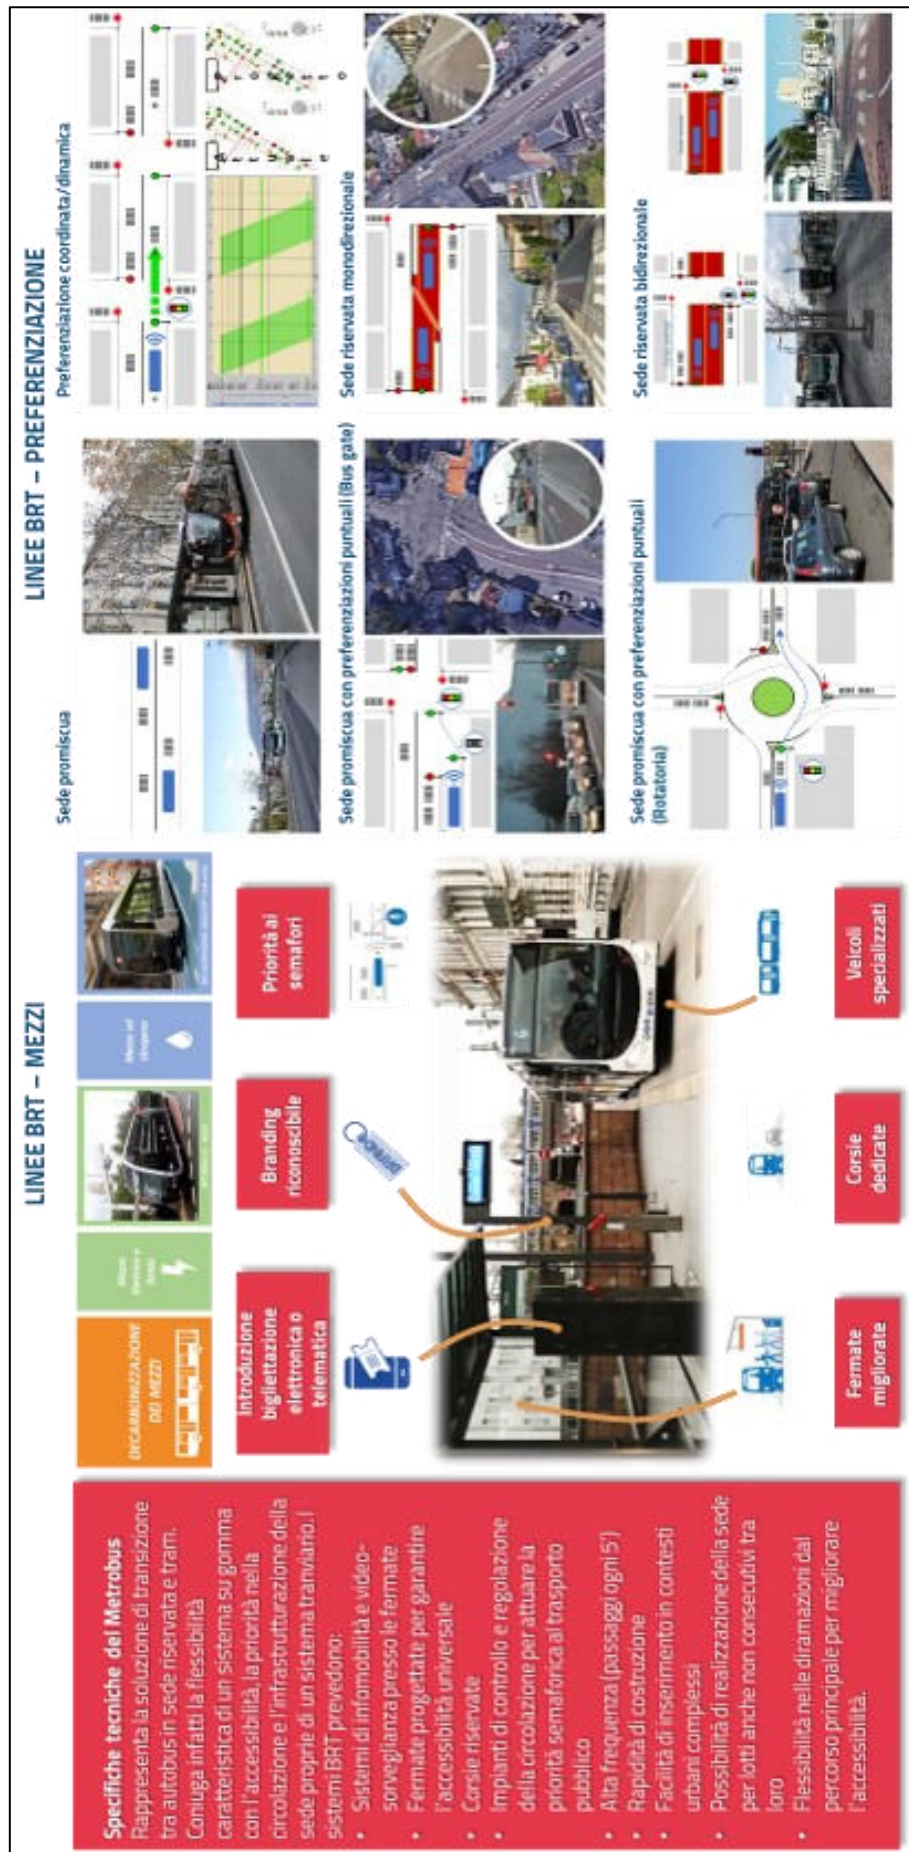 LINEE BRT – MEZZI
Specifiche tecniche del Metrobus
Rappresenta la soluzione di transizione
tra autobus in sede riservata e tram.
Coniuga infatti la flessibilità
caratteristica di un sistema su gomma
con l'accessibilità, la priorità nella
circolazione e l'infrastrutturazione della
sede proprie di un sistema tranviario. I
sistemi BRT prevedono:
• Sistemi di infomobilità e video-
sorveglianza presso le fermate
• Fermate progettate per garantire
l'accessibilità universale
• Corsie riservate
• Impianti di controllo e regolazione
della circolazione per attuare la
priorità semaforica al trasporto
pubblico
• Alta frequenza (passaggi ogni 5')
• Rapidità di costruzione
• Facilità di inserimento in contesti
urbani complessi
• Possibilità di realizzazione della sede
per lotti anche non consecutivi tra
loro
• Flessibilità nelle diramazioni dal
percorso principale per migliorare
l'accessibilità.
DECARBONIZZAZIONE
DEI MEZZI
Introduzione
bigliettazione
elettronica o
telematica
Branding
riconoscibile
Priorità ai
semafori
Fermate
migliorate
Corsie
dedicate
Veicoli
specializzati
LINEE BRT – PREFERENZIAZIONE
Sede promiscua
Preferenziazione coordinata/dinamica
Sede promiscua con preferenziazioni puntuali (Bus gate)
Sede riservata monodirezionale
Sede promiscua con preferenziazioni puntuali
(Rotatoria)
Sede riservata bidirezionale